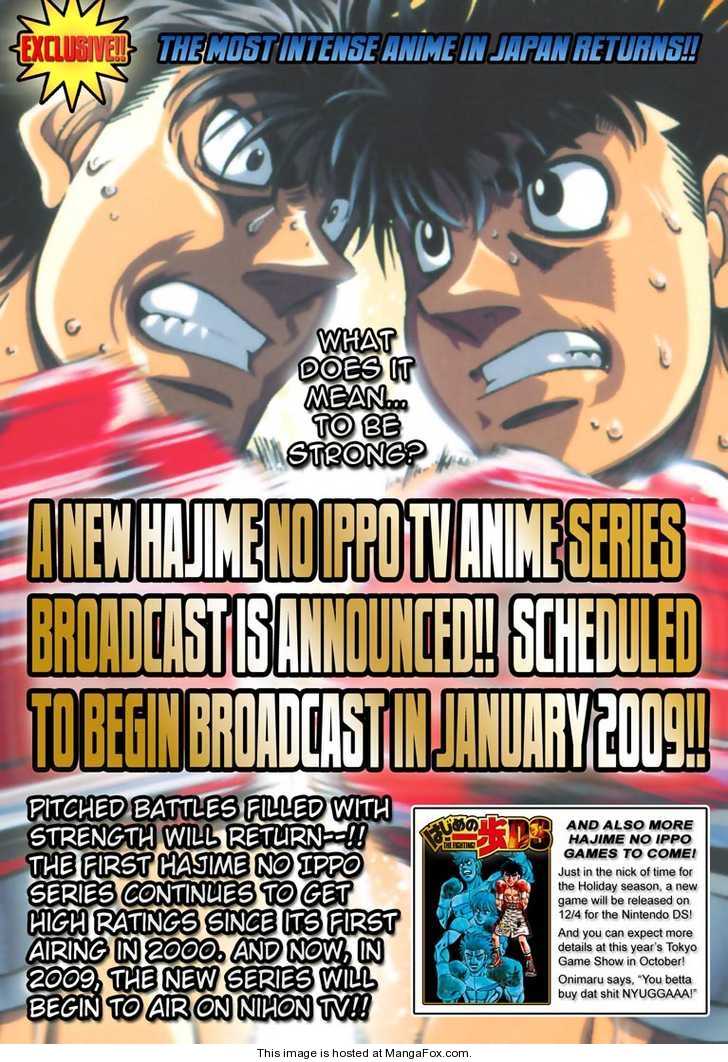 EXCLUSIVE!!
THE MOST INTENSE ANIME IN JAPAN RETURNS!!
WHAT
DOES IT
MEAN...
TO BE
STRONG?
A NEW HAJIME NO IPPO TV ANIME SERIES
BROADCAST IS ANNOUNCED!! SCHEDULED
TO BEGIN BROADCAST IN JANUARY 2009!!
PITCHED BATTLES FILLED WITH
STRENGTH WILL RETURN--!!
THE FIRST HAJIME NO IPPO
SERIES CONTINUES TO GET
HIGH RATINGS SINCE ITS FIRST
AIRING IN 2000. AND NOW, IN
2009, THE NEW SERIES WILL
BEGIN TO AIR ON NIHON TV!!
はじめの一歩DS
THE FIGHTING!
AND ALSO MORE
HAJIME NO IPPO
GAMES TO COME!
Just in the nick of time for
the Holiday season, a new
game will be released on
12/4 for the Nintendo DS!
And you can expect more
details at this year's Tokyo
Game Show in October!
Onimaru says, "You betta
buy dat shit NYUGGAAA!"
This image is hosted at MangaFox.com.